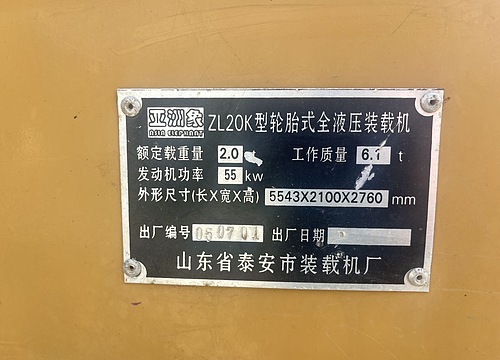 亚洲象 ZL20K型轮胎式全液压装载机
ASIA ELEPHANT
额定载重量 2.0 工作质量 6.1 t
发动机功率 55 kw
外形尺寸(长X宽X高) 5543X2100X2760 mm
出厂编号 050701 出厂日期
山东省泰安市装载机厂